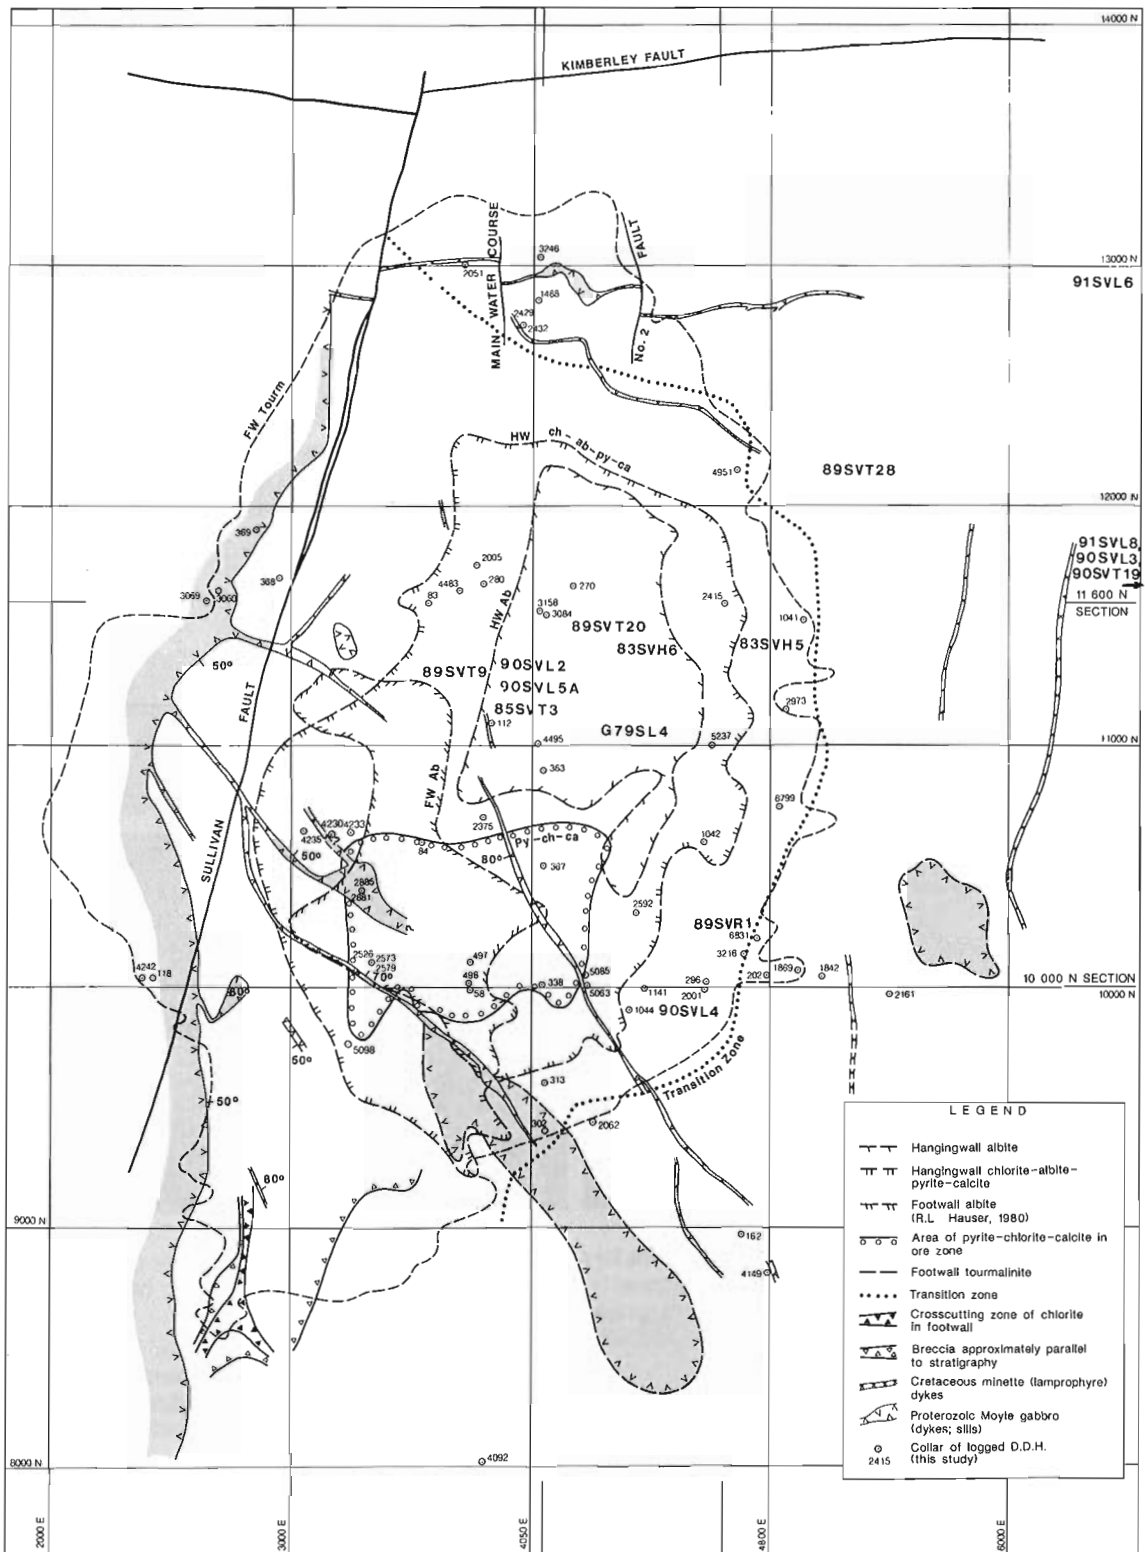 14000 N
KIMBERLEY FAULT
MAIN WATER COURSE
FAULT
No. 2
3246
13000 N
2051
91SVL6
1468
2429
2432
FW Tourm
HW ch-ab-py-ca
4951
89SVT28
12000 N
369
91SVL8
90SVL3
90SVT19
11 600 N
SECTION
2005
368
4483
280
270
3069
3060
83
HW Ab
3158
3084
2415
1041
89SVT20
83SVH6
83SVH5
50°
89SVT9
90SVL2
90SVL5A
85SVT3
112
2973
FAULT
G79SL4
4495
5237
11000 N
363
FW Ab
6799
2375
4230
4233
4235
Py-ch-ca
84
50°
80°
367
1042
SULLIVAN
2885
2681
?
2592
89SVR1
6831
3216
4242
118
2526
2573
2579
70°
497
498
58
338
5085
5063
1141
296
2001
202
1869
1842
10 000 N SECTION
10000 N
2161
80°
1044
90SVL4
50°
5098
Transition Zone
313
50°
302
2062
80°
9000 N
162
4149
8000 N
4092
2000 E
3000 E
4050 E
4800 E
6000 E
LEGEND
Hangingwall albite
Hangingwall chlorite-albite-
pyrite-calcite
Footwall albite
(R.L Hauser, 1980)
Area of pyrite-chlorite-calcite in
ore zone
Footwall tourmalinite
Transition zone
Crosscutting zone of chlorite
in footwall
Breccia approximately parallel
to stratigraphy
Cretaceous minette (lamprophyre)
dykes
Proterozoic Moyie gabbro
(dykes; sills)
Collar of logged D.D.H.
2415 (this study)